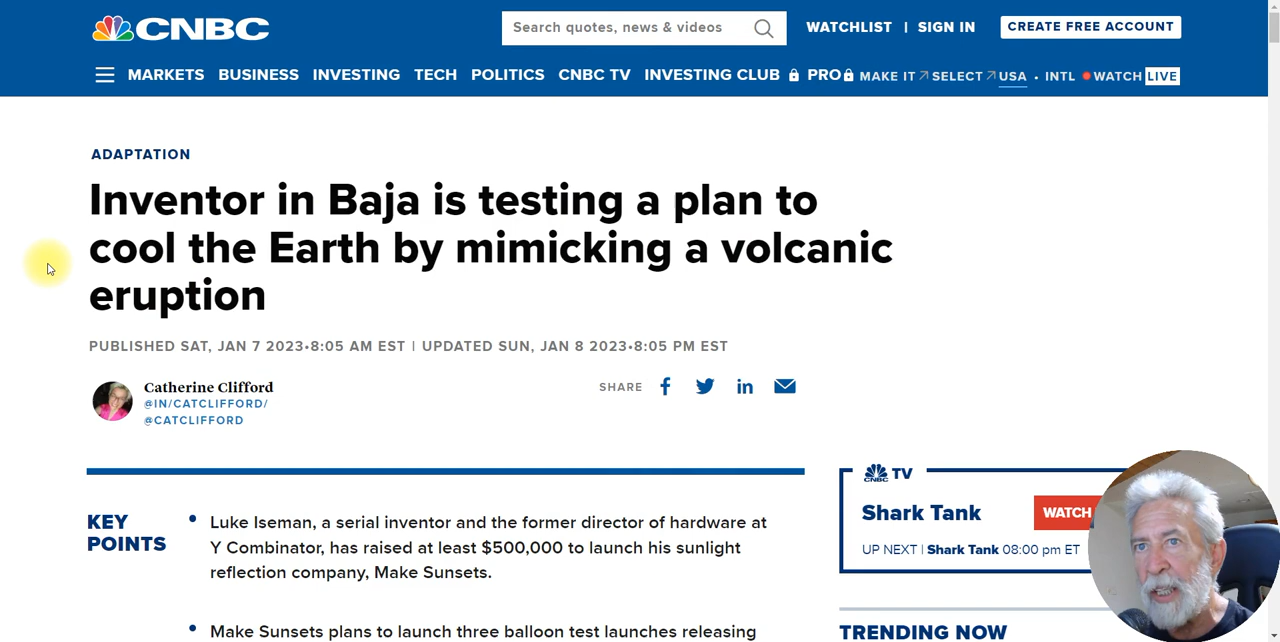 CNBC
Search quotes, news & videos
WATCHLIST | SIGN IN
CREATE FREE ACCOUNT
MARKETS BUSINESS INVESTING TECH POLITICS CNBC TV INVESTING CLUB PRO MAKE IT SELECT USA • INTL WATCH LIVE
ADAPTATION
Inventor in Baja is testing a plan to
cool the Earth by mimicking a volcanic
eruption
PUBLISHED SAT, JAN 7 2023•8:05 AM EST | UPDATED SUN, JAN 8 2023•8:05 PM EST
Catherine Clifford
@IN/CATCLIFFORD/
@CATCLIFFORD
SHARE
KEY
POINTS
Luke Iseman, a serial inventor and the former director of hardware at
Y Combinator, has raised at least $500,000 to launch his sunlight
reflection company, Make Sunsets.
Make Sunsets plans to launch three balloon test launches releasing
CNBC TV
Shark Tank
WATCH
UP NEXT | Shark Tank 08:00 pm ET
TRENDING NOW